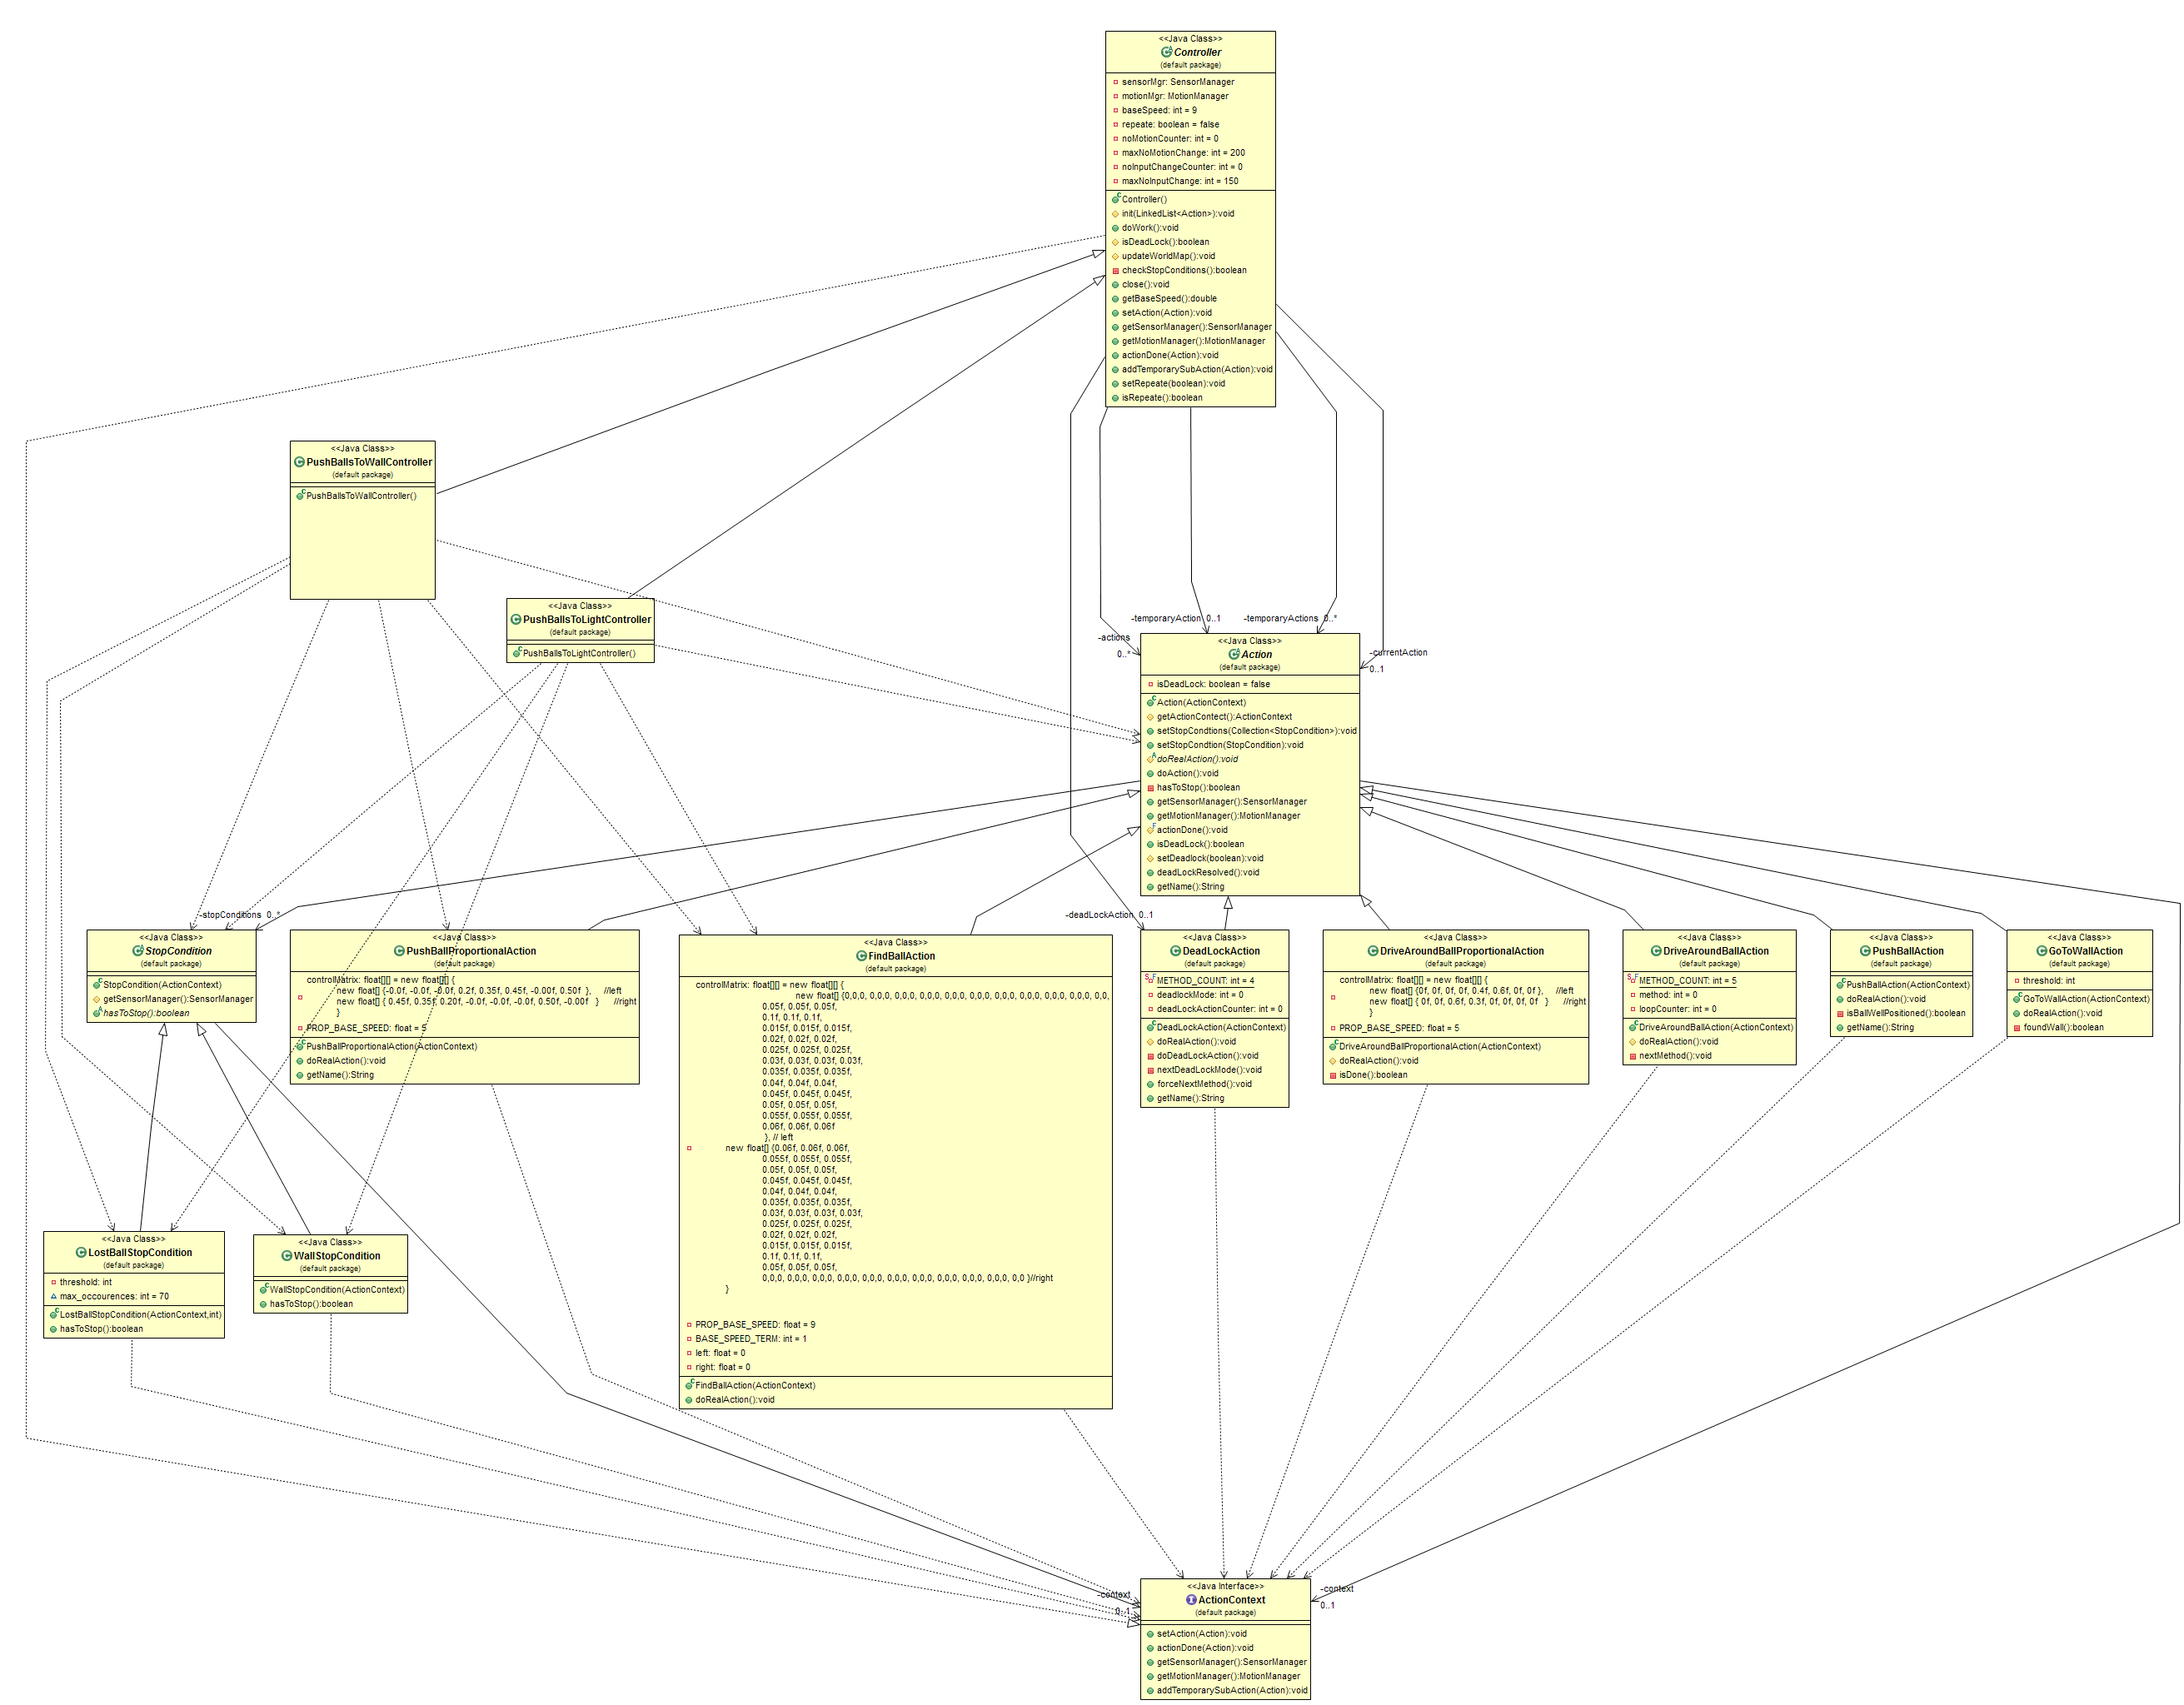 <<Java Class>>
Controller
(default package)
sensorMgr: SensorManager
motionMgr: MotionManager
baseSpeed: int = 9
repeate: boolean = false
noMotionCounter: int = 0
maxNoMotionChange: int = 200
noInputChangeCounter: int = 0
maxNoInputChange: int = 150
Controller()
init(LinkedList<Action>):void
doWork():void
isDeadLock():boolean
updateWorldMap():void
checkStopConditions():boolean
close():void
getBaseSpeed():double
setAction(Action):void
getSensorManager():SensorManager
getMotionManager():MotionManager
actionDone(Action):void
addTemporarySubAction(Action):void
setRepeate(boolean):void
isRepeate():boolean
<<Java Class>>
PushBallsToWallController
(default package)
PushBallsToWallController()
<<Java Class>>
PushBallsToLightController
(default package)
PushBallsToLightController()
-temporaryAction 0..1
-temporaryActions 0..*
-actions
0..*
-currentAction
0..1
<<Java Class>>
Action
(default package)
isDeadLock: boolean = false
Action(ActionContext)
getActionContect():ActionContext
setStopCondtions(Collection<StopCondition>):void
setStopCondtion(StopCondition):void
doRealAction():void
doAction():void
hasToStop():boolean
getSensorManager():SensorManager
getMotionManager():MotionManager
actionDone():void
isDeadLock():boolean
setDeadlock(boolean):void
deadLockResolved():void
getName():String
-stopConditions 0..*
-deadLockAction 0..1
<<Java Class>>
StopCondition
(default package)
StopCondition(ActionContext)
getSensorManager():SensorManager
hasToStop():boolean
<<Java Class>>
PushBallProportionalAction
(default package)
controlMatrix: float[][] = new float[][] {
new float[] {-0.0f, -0.0f, -0.0f, 0.2f, 0.35f, 0.45f, -0.00f, 0.50f }, //left
new float[] { 0.45f, 0.35f, 0.20f, -0.0f, -0.0f, -0.0f, 0.50f, -0.00f } //right
}
PROP_BASE_SPEED: float = 5
PushBallProportionalAction(ActionContext)
doRealAction():void
getName():String
<<Java Class>>
FindBallAction
(default package)
controlMatrix: float[][] = new float[][] {
new float[] {0,0,0, 0,0,0, 0,0,0, 0,0,0, 0,0,0, 0,0,0, 0,0,0, 0,0,0, 0,0,0, 0,0,0, 0,0,
0.05f, 0.05f, 0.05f,
0.1f, 0.1f, 0.1f,
0.015f, 0.015f, 0.015f,
0.02f, 0.02f, 0.02f,
0.025f, 0.025f, 0.025f,
0.03f, 0.03f, 0.03f, 0.03f,
0.035f, 0.035f, 0.035f,
0.04f, 0.04f, 0.04f,
0.045f, 0.045f, 0.045f,
0.05f, 0.05f, 0.05f,
0.055f, 0.055f, 0.055f,
0.06f, 0.06f, 0.06f
}, // left
new float[] {0.06f, 0.06f, 0.06f,
0.055f, 0.055f, 0.055f,
0.05f, 0.05f, 0.05f,
0.045f, 0.045f, 0.045f,
0.04f, 0.04f, 0.04f,
0.035f, 0.035f, 0.035f,
0.03f, 0.03f, 0.03f, 0.03f,
0.025f, 0.025f, 0.025f,
0.02f, 0.02f, 0.02f,
0.015f, 0.015f, 0.015f,
0.1f, 0.1f, 0.1f,
0.05f, 0.05f, 0.05f,
0,0,0, 0,0,0, 0,0,0, 0,0,0, 0,0,0, 0,0,0, 0,0,0, 0,0,0, 0,0,0, 0,0,0, 0,0 }//right
}
PROP_BASE_SPEED: float = 9
BASE_SPEED_TERM: int = 1
left: float = 0
right: float = 0
FindBallAction(ActionContext)
doRealAction():void
<<Java Class>>
DeadLockAction
(default package)
METHOD_COUNT: int = 4
deadlockMode: int = 0
deadLockActionCounter: int = 0
DeadLockAction(ActionContext)
doRealAction():void
doDeadLockAction():void
nextDeadLockMode():void
forceNextMethod():void
getName():String
<<Java Class>>
DriveAroundBallProportionalAction
(default package)
controlMatrix: float[][] = new float[][] {
new float[] {0f, 0f, 0f, 0f, 0.4f, 0.6f, 0f, 0f }, //left
new float[] { 0f, 0f, 0.6f, 0.3f, 0f, 0f, 0f, 0f } //right
}
PROP_BASE_SPEED: float = 5
DriveAroundBallProportionalAction(ActionContext)
doRealAction():void
isDone():boolean
<<Java Class>>
DriveAroundBallAction
(default package)
METHOD_COUNT: int = 5
method: int = 0
loopCounter: int = 0
DriveAroundBallAction(ActionContext)
doRealAction():void
nextMethod():void
<<Java Class>>
PushBallAction
(default package)
PushBallAction(ActionContext)
doRealAction():void
isBallWellPositioned():boolean
getName():String
<<Java Class>>
GoToWallAction
(default package)
threshold: int
GoToWallAction(ActionContext)
doRealAction():void
foundWall():boolean
<<Java Class>>
LostBallStopCondition
(default package)
threshold: int
max_occourences: int = 70
LostBallStopCondition(ActionContext,int)
hasToStop():boolean
<<Java Class>>
WallStopCondition
(default package)
WallStopCondition(ActionContext)
hasToStop():boolean
-context
0..1
-context
0..1
<<Java Interface>>
ActionContext
(default package)
setAction(Action):void
actionDone(Action):void
getSensorManager():SensorManager
getMotionManager():MotionManager
addTemporarySubAction(Action):void